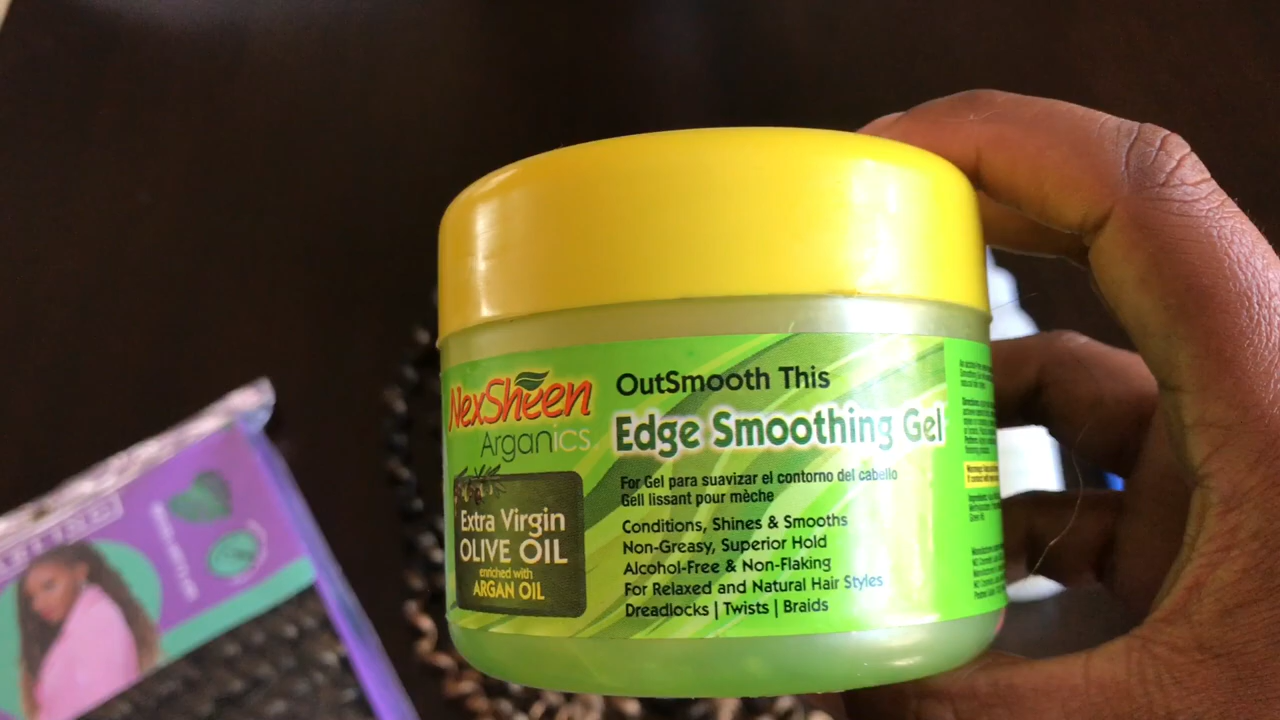 NexSheen
Arganics
Extra Virgin
OLIVE OIL
enriched with
ARGAN OIL
OutSmooth This
Edge Smoothing Gel
For Gel para suavizar el contorno del cabello
Gell lissant pour mèche
Conditions, Shines & Smooths
Non-Greasy, Superior Hold
Alcohol-Free & Non-Flaking
For Relaxed and Natural Hair Styles
Dreadlocks | Twists | Braids